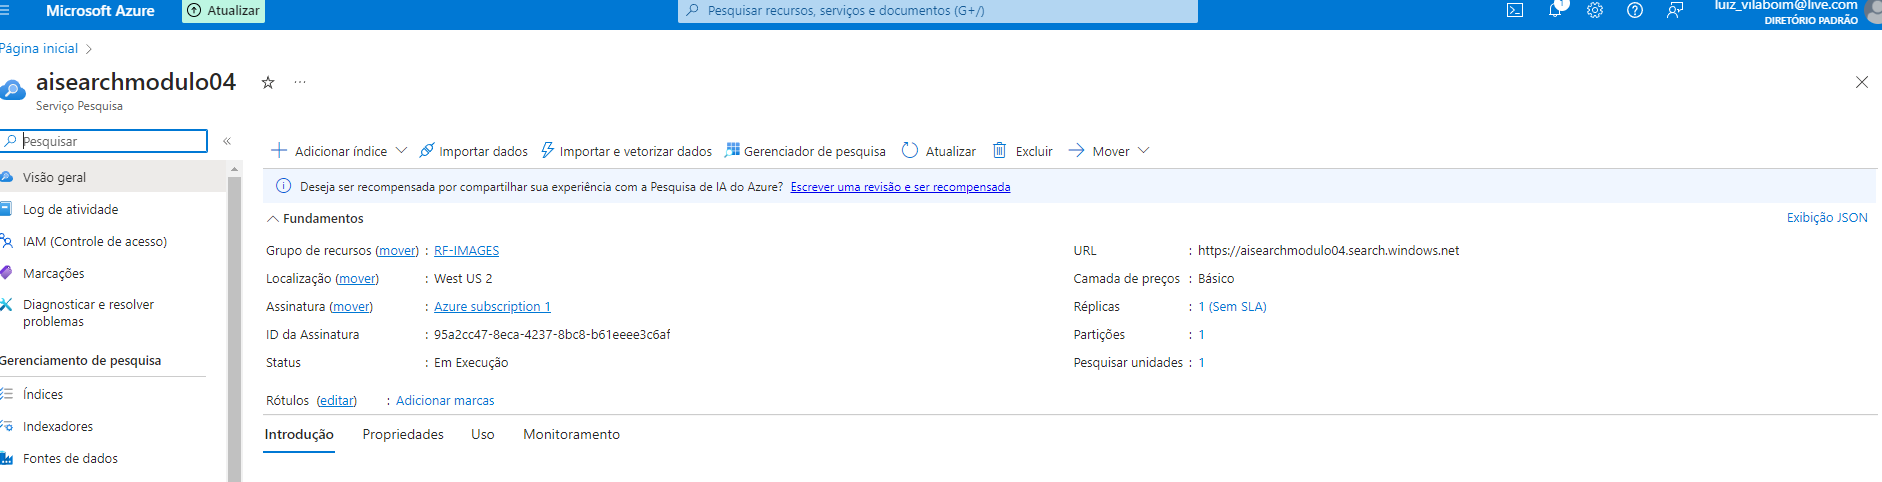 Microsoft Azure
Atualizar
Pesquisar recursos, serviços e documentos (G+/)
1
luiz_vilaboim@live.com
DIRETÓRIO PADRÃO
Página inicial
aisearchmodulo04
Serviço Pesquisa
Pesquisar
Adicionar índice Importar dados Importar e vetorizar dados Gerenciador de pesquisa Atualizar Excluir Mover
Visão geral
Log de atividade
IAM (Controle de acesso)
Marcações
Diagnosticar e resolver
problemas
Gerenciamento de pesquisa
Índices
Indexadores
Fontes de dados
Deseja ser recompensada por compartilhar sua experiência com a Pesquisa de IA do Azure? Escrever uma revisão e ser recompensada
Fundamentos
Exibição JSON
Grupo de recursos (mover) : RF-IMAGES
Localização (mover) : West US 2
Assinatura (mover) : Azure subscription 1
ID da Assinatura : 95a2cc47-8eca-4237-8bc8-b61eeee3c6af
Status : Em Execução
URL : https://aisearchmodulo04.search.windows.net
Camada de preços : Básico
Réplicas : 1 (Sem SLA)
Partições : 1
Pesquisar unidades : 1
Rótulos (editar) : Adicionar marcas
Introdução Propriedades Uso Monitoramento